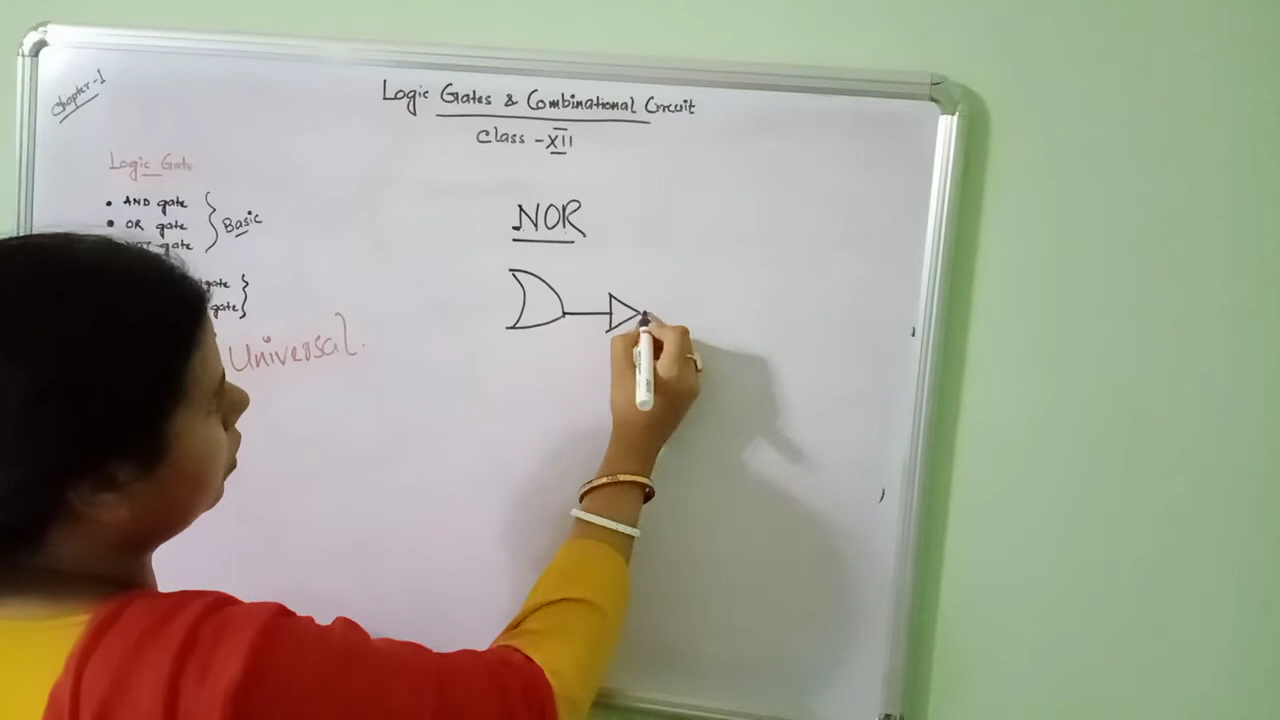 Chapter-1
Logic Gates & Combinational Circuit
Class - XII
Logic Gate
• AND gate
• OR gate
NOT gate
Basic
gate
gate
Universal.
NOR